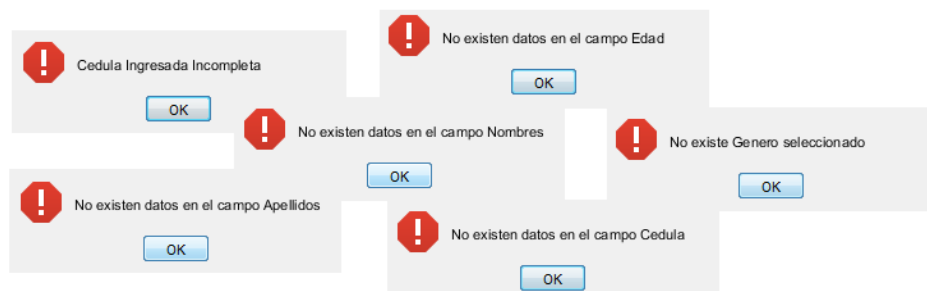 No existen datos en el campo Edad
OK
Cedula Ingresada Incompleta
OK
No existen datos en el campo Nombres
OK
No existe Genero seleccionado
OK
No existen datos en el campo Apellidos
OK
No existen datos en el campo Cedula
OK